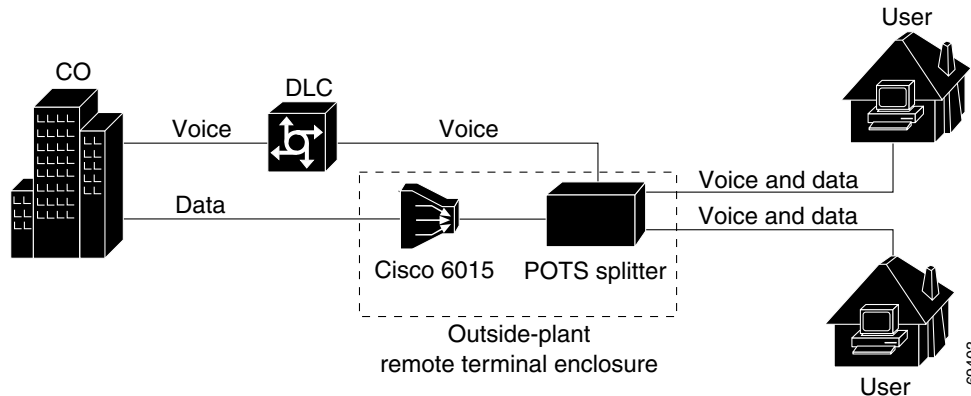 User
CO
DLC
Voice
Voice
Voice and data
Data
Voice and data
Cisco 6015
POTS splitter
Outside-plant
remote terminal enclosure
User